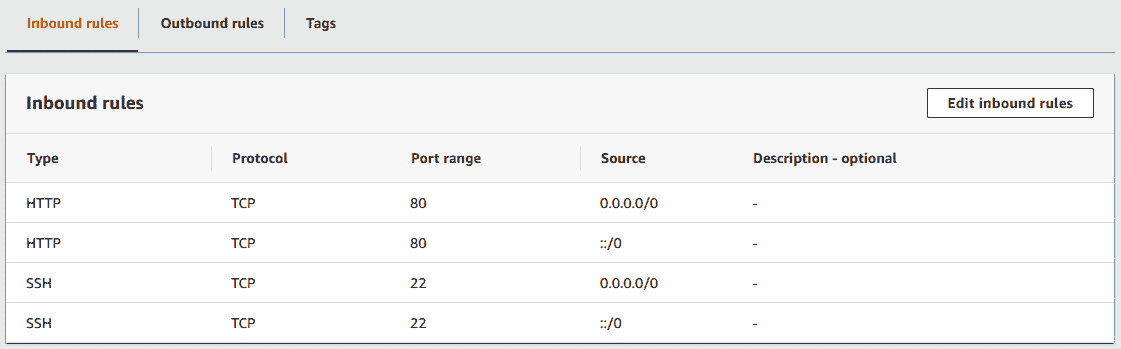 Inbound rules Outbound rules Tags
Inbound rules Edit inbound rules
Type Protocol Port range Source Description - optional
HTTP TCP 80 0.0.0.0/0 -
HTTP TCP 80 ::/0 -
SSH TCP 22 0.0.0.0/0 -
SSH TCP 22 ::/0 -